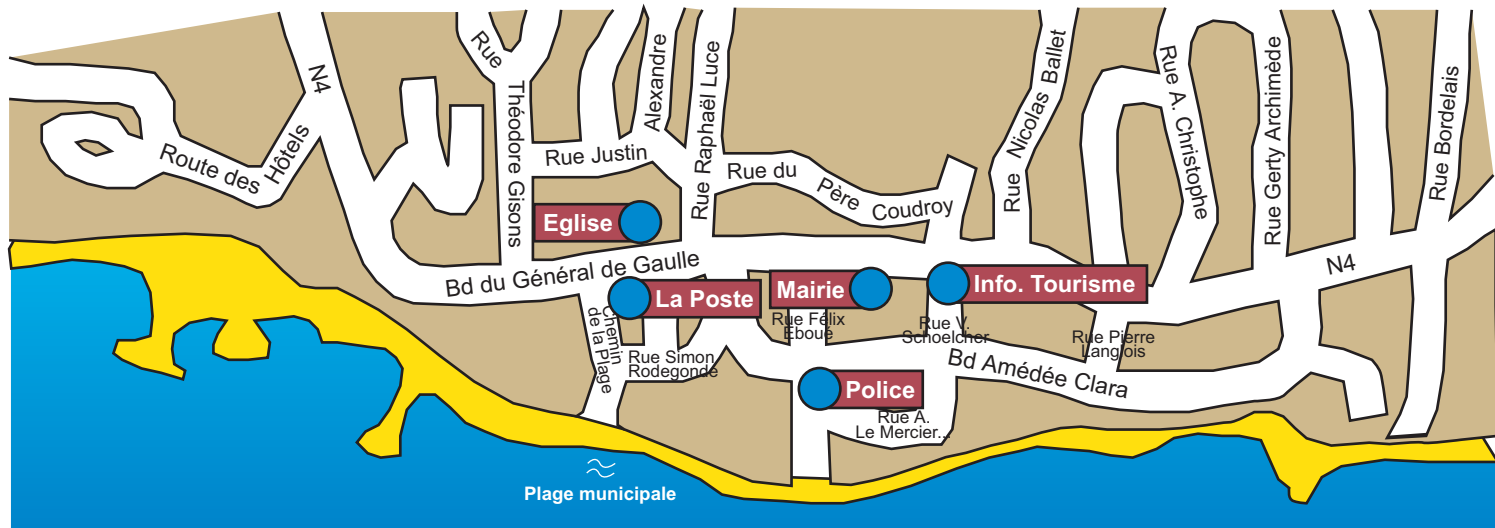 N4
Route des
Hôtels
Rue
Théodore Gisons
Alexandre
Rue Justin
Rue Raphaël Luce
Rue du
Père
Coudroy
Rue Nicolas Ballet
Rue A. Christophe
Rue Gerty Archimède
Rue Bordelais
N4
Eglise
Bd du Général de Gaulle
La Poste
Mairie
Info. Tourisme
Chemin
de la Plage
Rue Simon
Rodegonde
Rue Félix
Eboué
Rue V.
Schoelcher
Rue Pierre
Langlois
Bd Amédée Clara
Police
Rue A.
Le Mercier...
Plage municipale